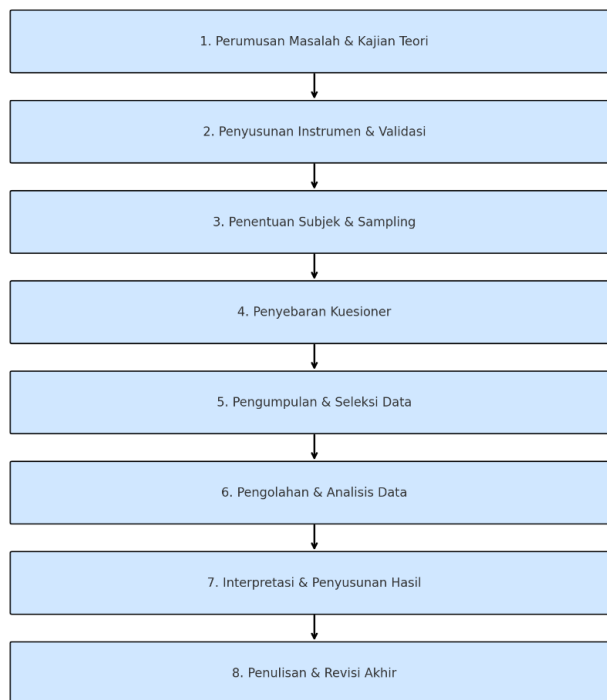 1. Perumusan Masalah & Kajian Teori
2. Penyusunan Instrumen & Validasi
3. Penentuan Subjek & Sampling
4. Penyebaran Kuesioner
5. Pengumpulan & Seleksi Data
6. Pengolahan & Analisis Data
7. Interpretasi & Penyusunan Hasil
8. Penulisan & Revisi Akhir